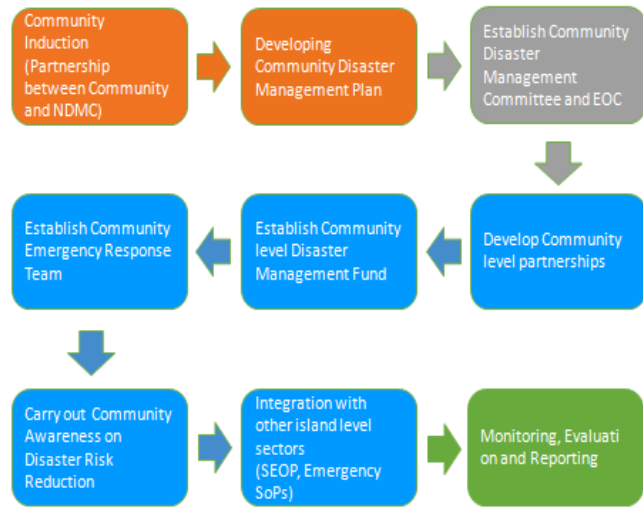 Community
Induction
(Partnership
between Community
and NDMC)
Developing
Community Disaster
Management Plan
Establish Community
Disaster
Management
Committee and EOC
Develop Community
level partnerships
Establish Community
level Disaster
Management Fund
Establish Community
Emergency Response
Team
Carry out Community
Awareness on
Disaster Risk
Reduction
Integration with
other island level
sectors
(SEOP, Emergency
SoPs)
Monitoring, Evaluati
on and Reporting